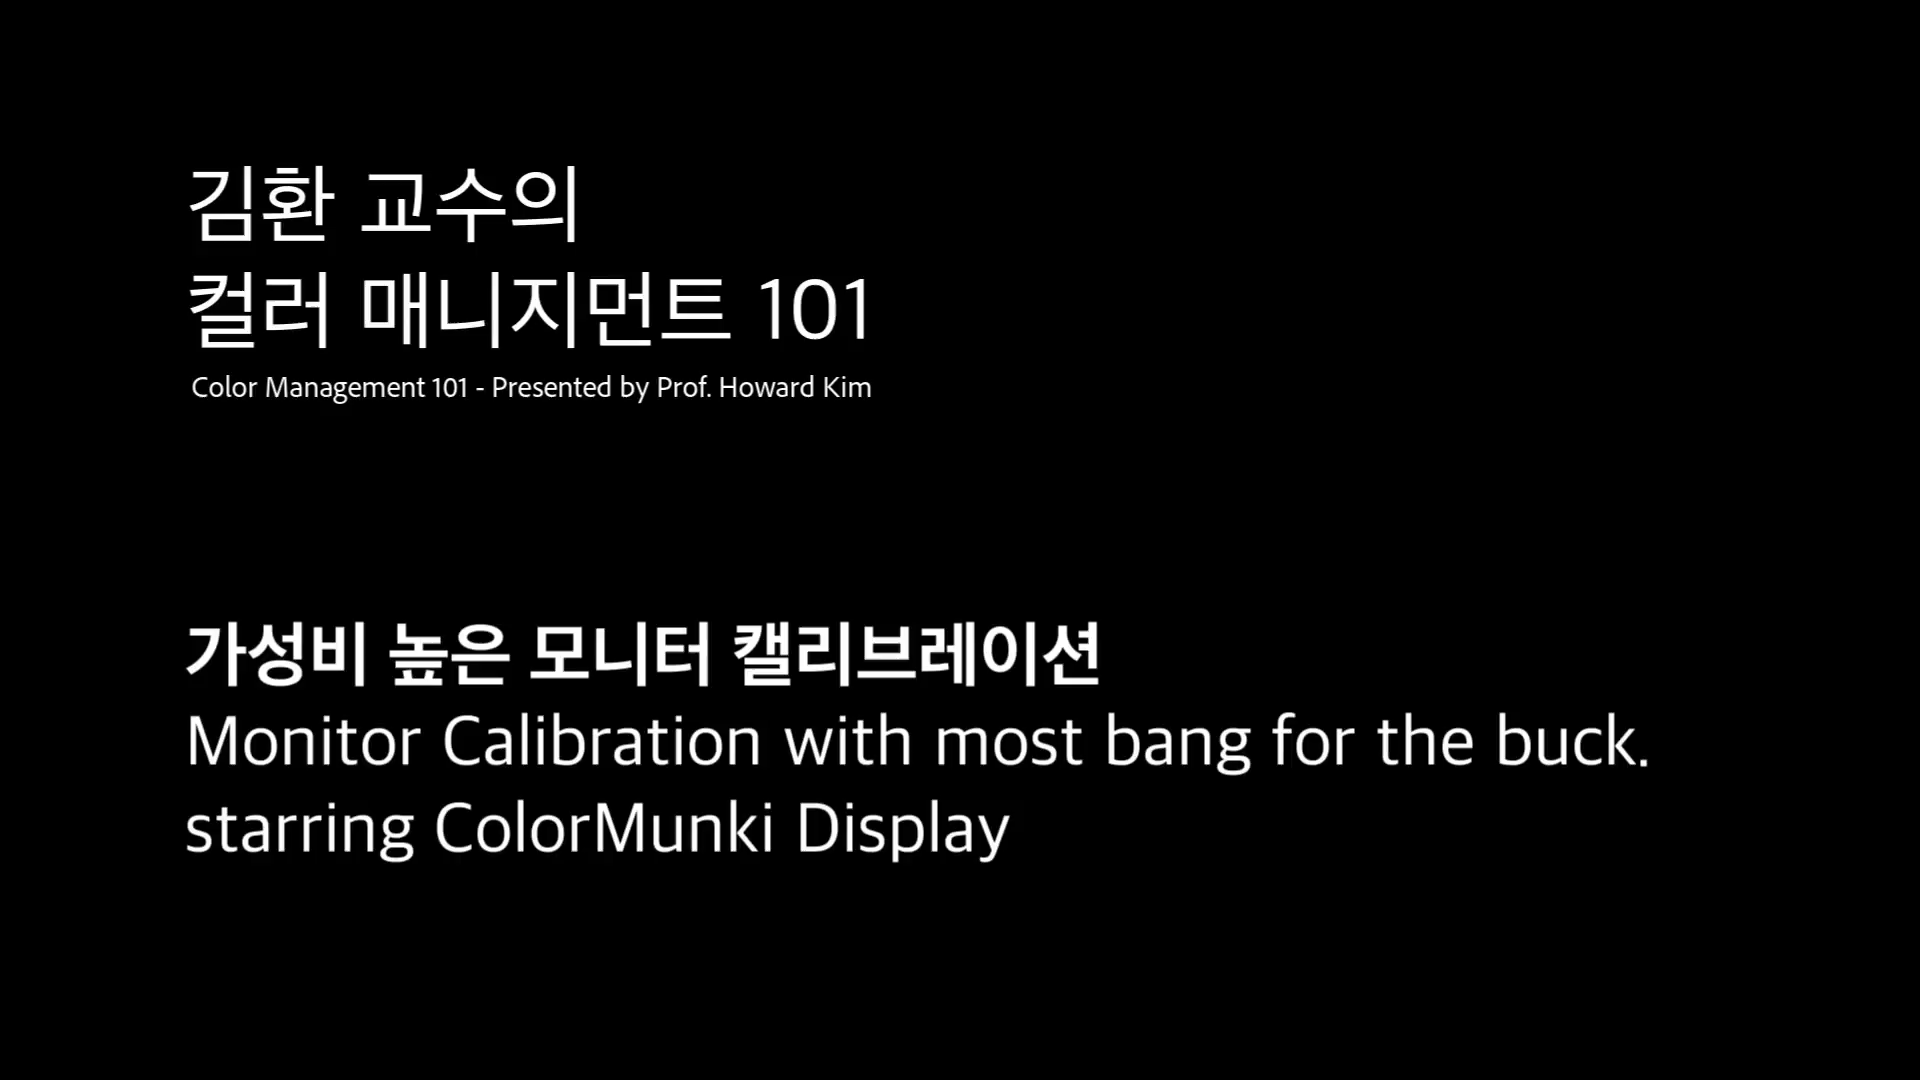 김환 교수의
컬러 매니지먼트 101
Color Management 101 - Presented by Prof. Howard Kim
가성비 높은 모니터 캘리브레이션
Monitor Calibration with most bang for the buck.
starring ColorMunki Display